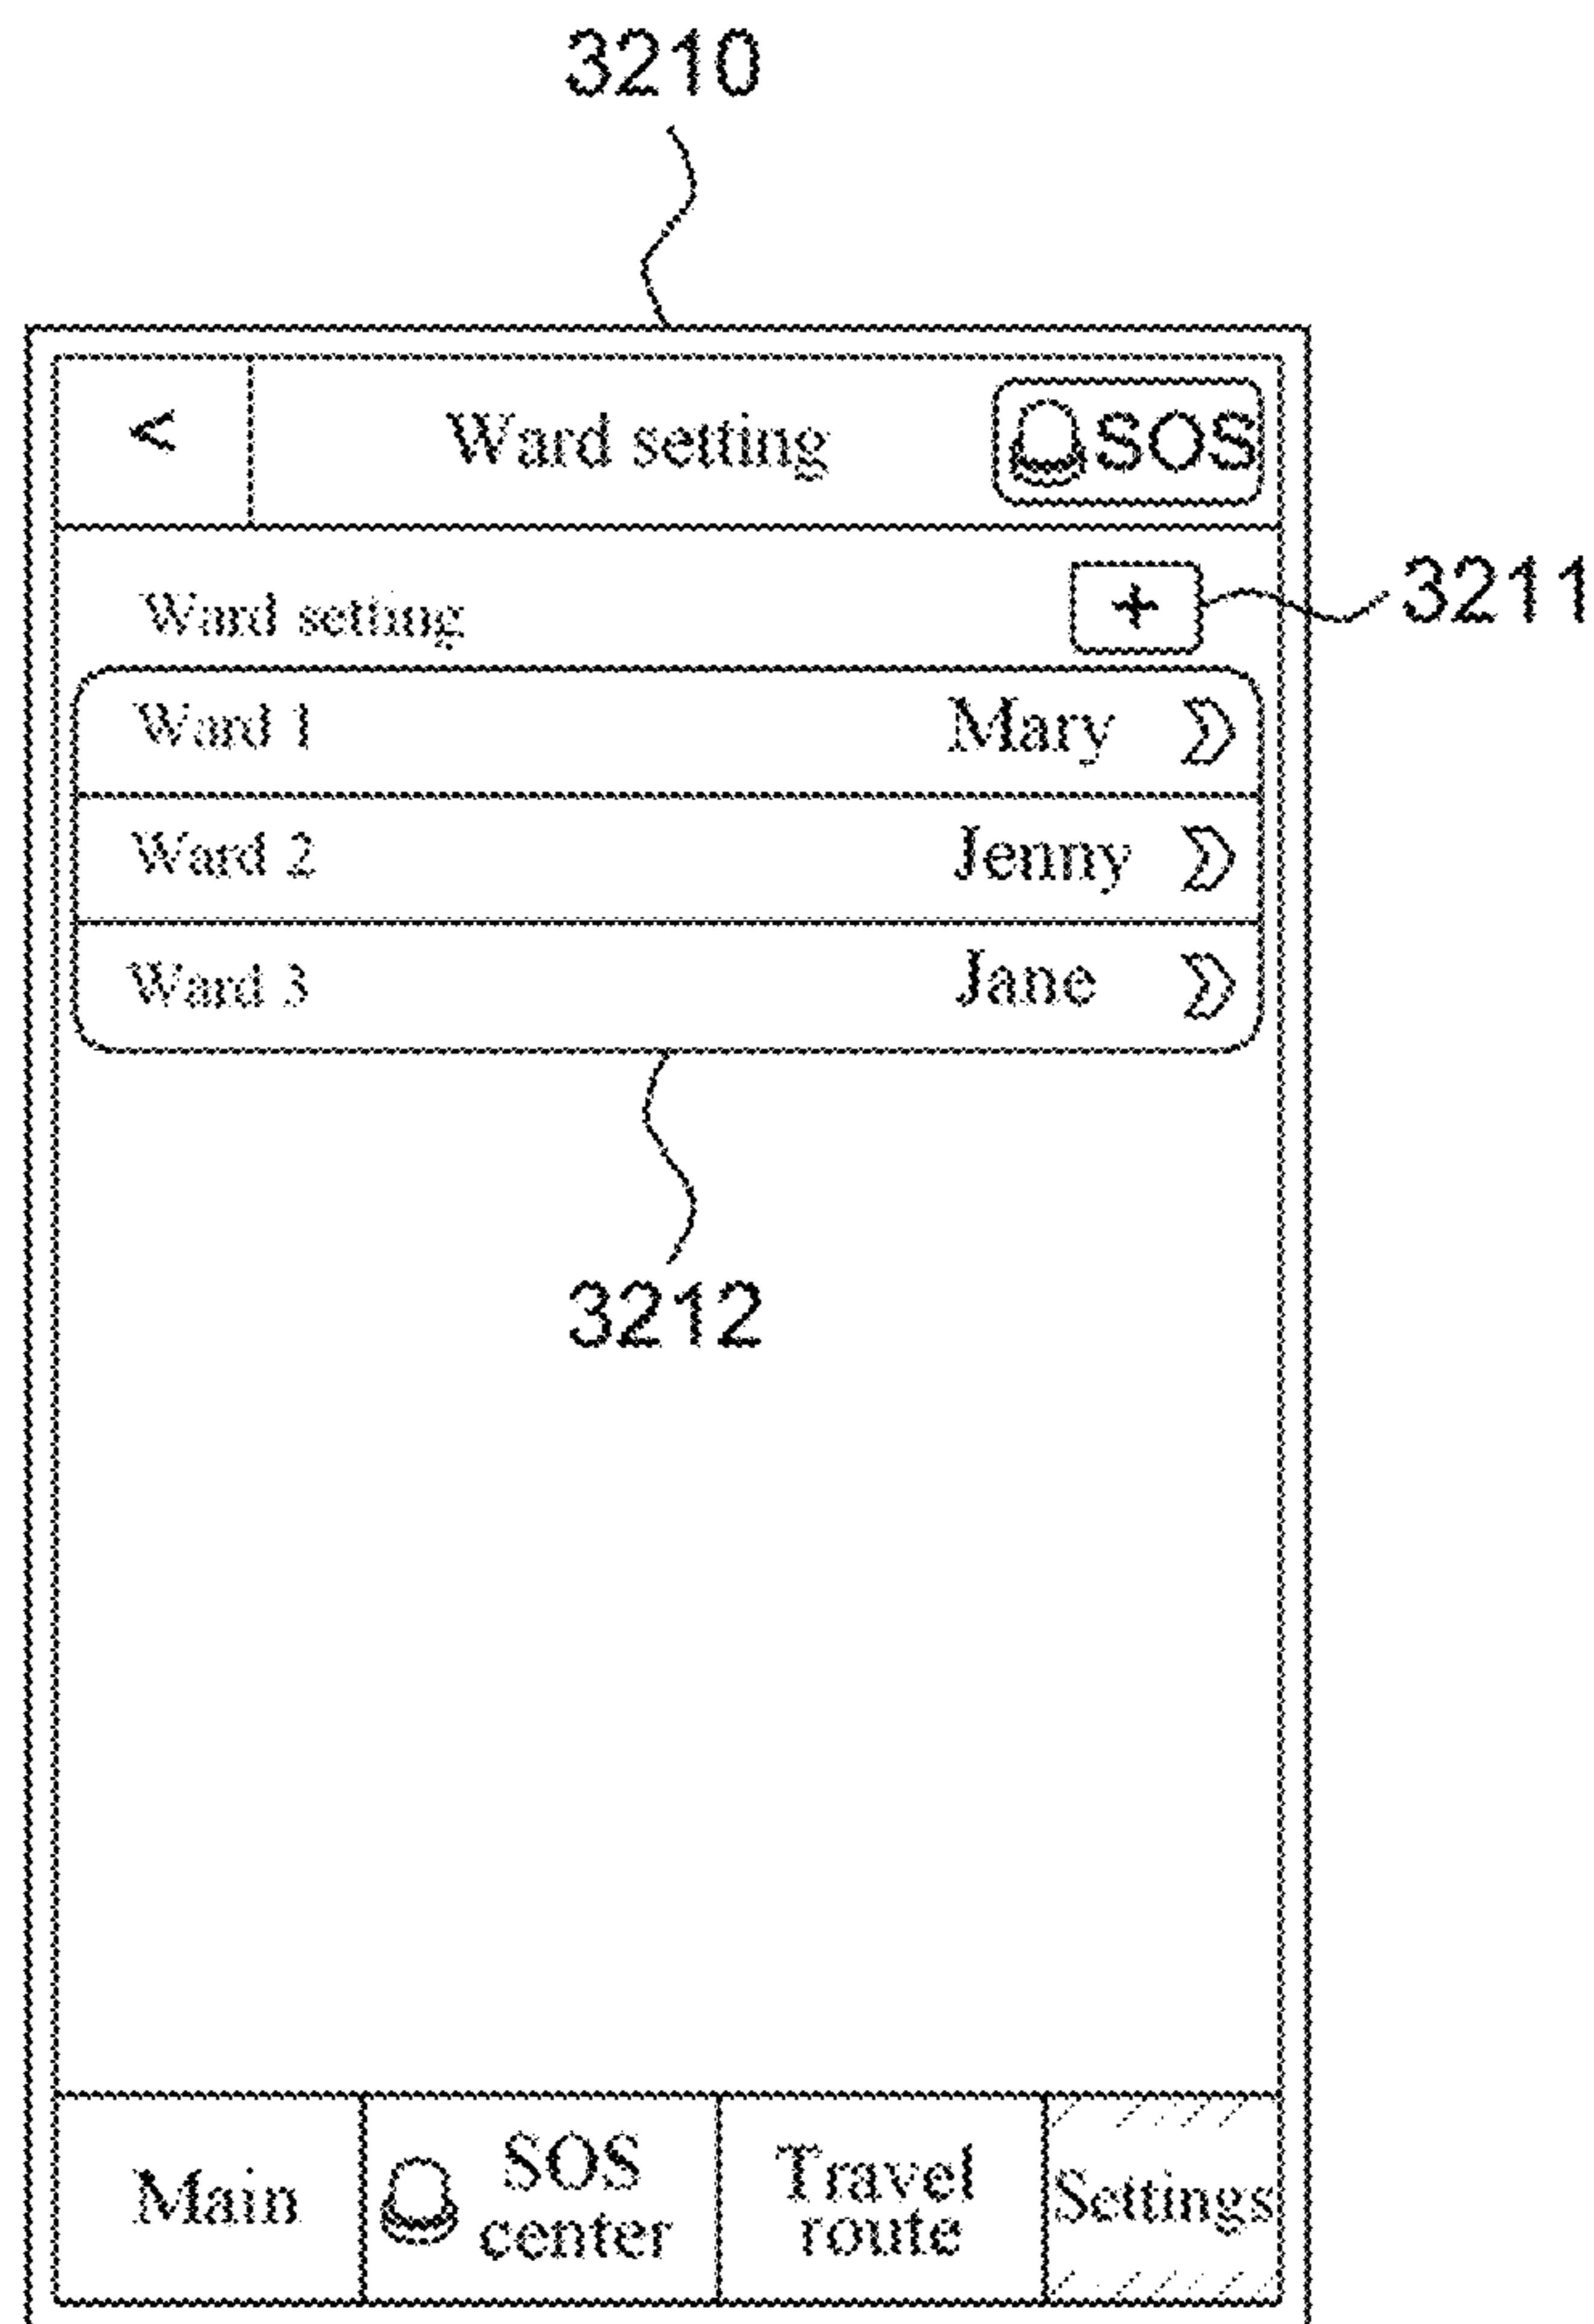 3210
< Ward setting SOS
Ward setting + 3211
Ward 1 Mary
Ward 2 Jenny
Ward 3 Jane
3212
Main SOS center Travel route Settings